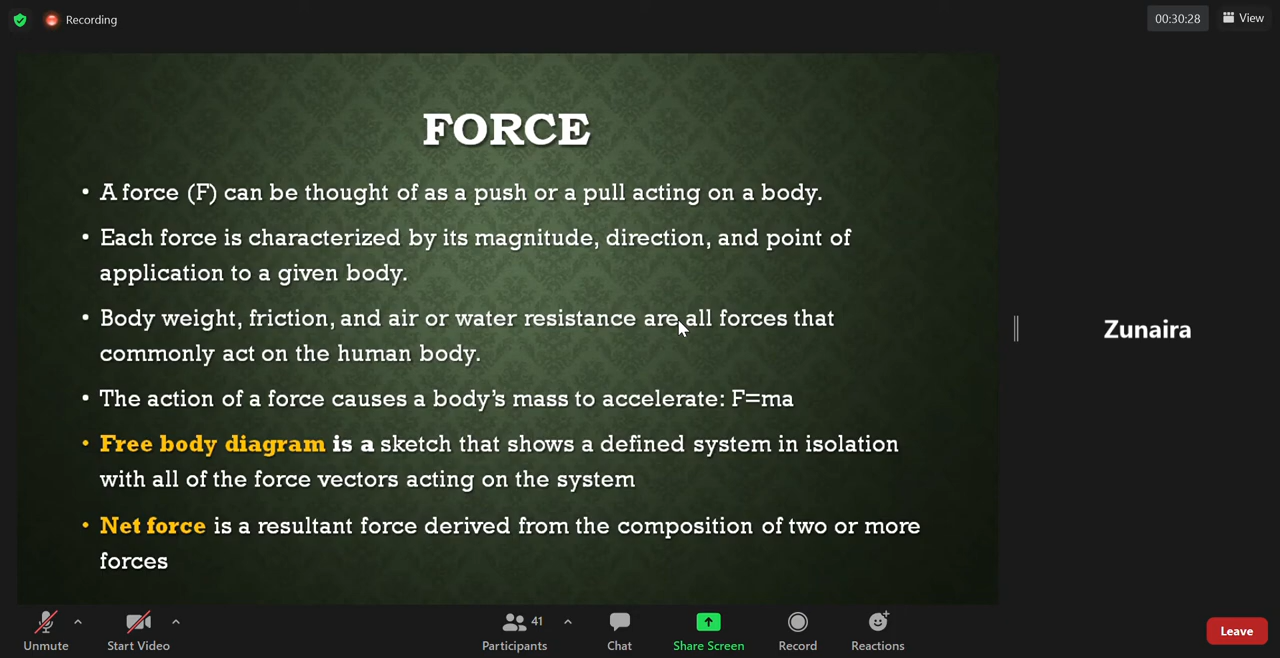 Recording
00:30:28
View
FORCE
• A force (F) can be thought of as a push or a pull acting on a body.
• Each force is characterized by its magnitude, direction, and point of
application to a given body.
• Body weight, friction, and air or water resistance are all forces that
commonly act on the human body.
• The action of a force causes a body's mass to accelerate: F=ma
• Free body diagram is a sketch that shows a defined system in isolation
with all of the force vectors acting on the system
• Net force is a resultant force derived from the composition of two or more
forces
Zunaira
Unmute
Start Video
41
Participants
Chat
Share Screen
Record
Reactions
Leave